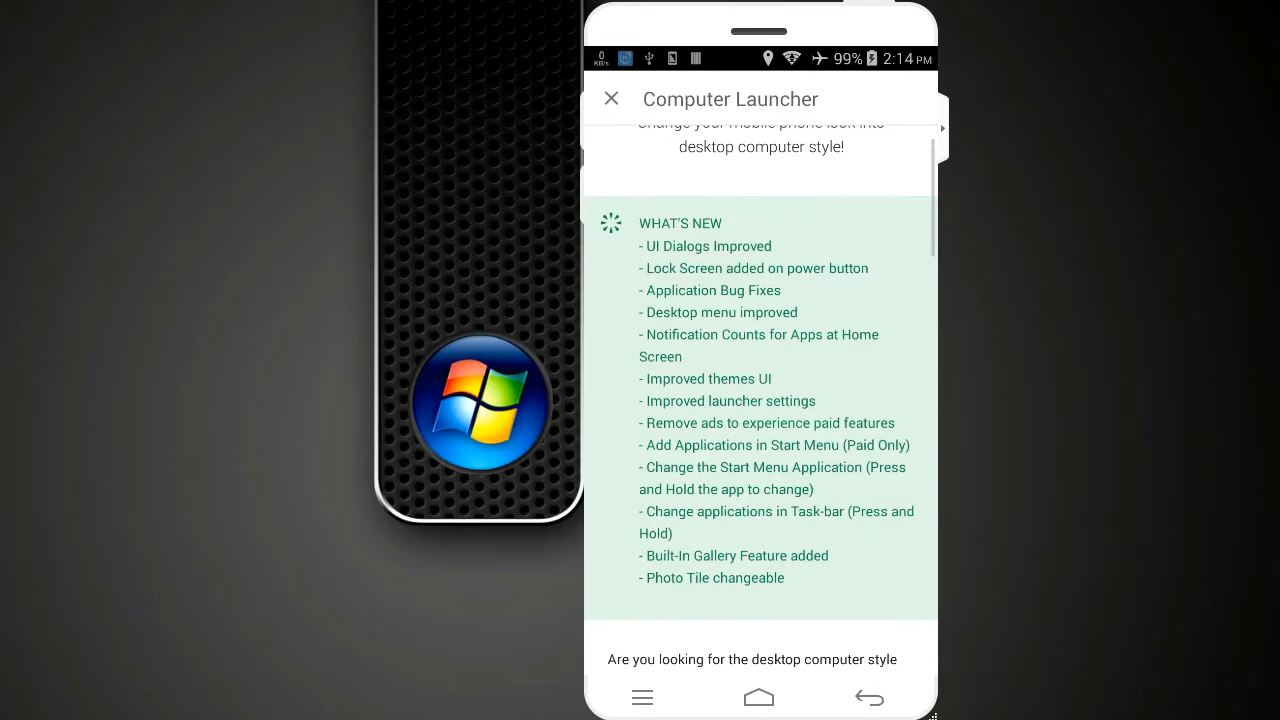 0
KB/s
99%
2:14 PM
Computer Launcher
Change your mobile phone look into
desktop computer style!
WHAT'S NEW
- UI Dialogs Improved
- Lock Screen added on power button
- Application Bug Fixes
- Desktop menu improved
- Notification Counts for Apps at Home
Screen
- Improved themes UI
- Improved launcher settings
- Remove ads to experience paid features
- Add Applications in Start Menu (Paid Only)
- Change the Start Menu Application (Press
and Hold the app to change)
- Change applications in Task-bar (Press and
Hold)
- Built-In Gallery Feature added
- Photo Tile changeable
Are you looking for the desktop computer style